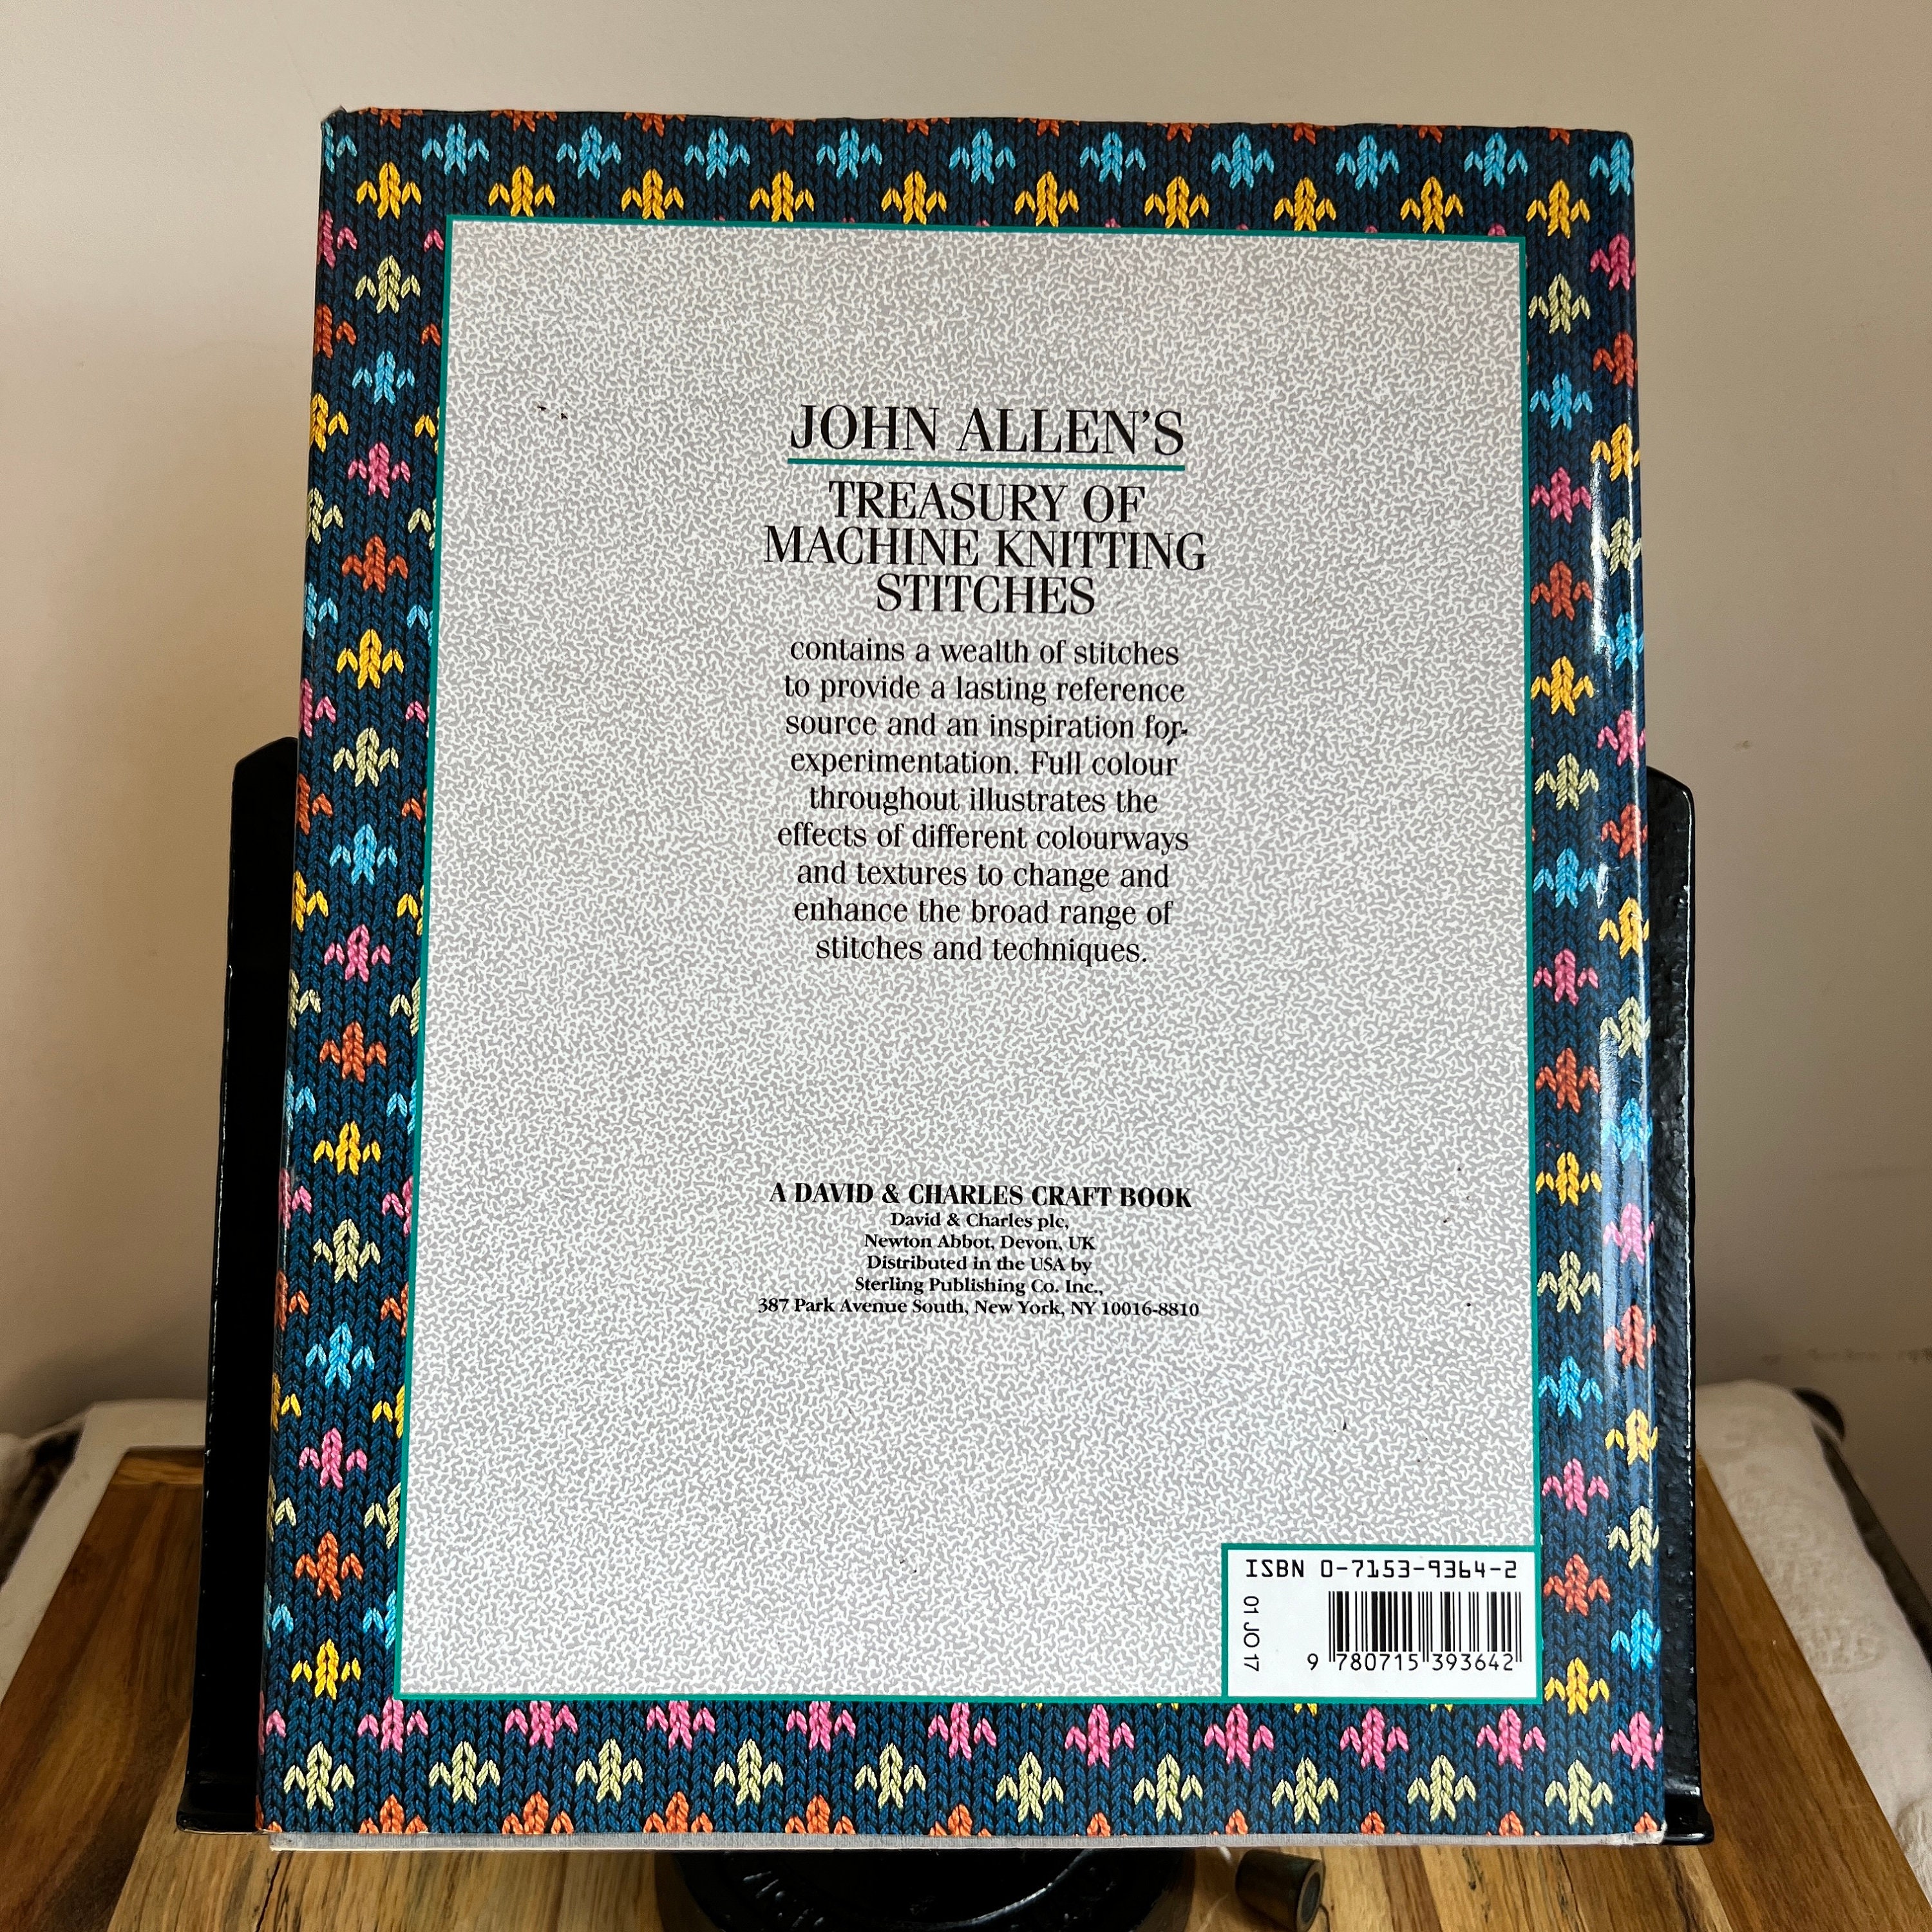 JOHN ALLEN'S
TREASURY OF
MACHINE KNITTING
STITCHES
contains a wealth of stitches
to provide a lasting reference
source and an inspiration for
experimentation. Full colour
throughout illustrates the
effects of different colourways
and textures to change and
enhance the broad range of
stitches and techniques.
A DAVID & CHARLES CRAFT BOOK
David & Charles plc,
Newton Abbot, Devon, UK
Distributed in the USA by
Sterling Publishing Co. Inc.,
387 Park Avenue South, New York, NY 10016-8810
ISBN 0-7153-9364-2
01 JO 17
9 780715 393642